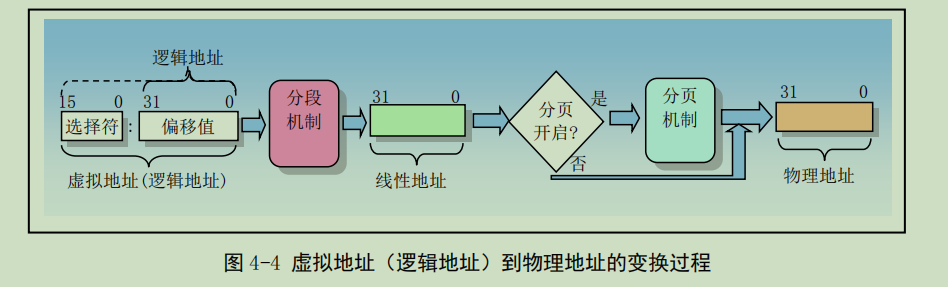 逻辑地址
15 0 31 0
选择符 : 偏移值
虚拟地址(逻辑地址)
分段
机制
31 0
线性地址
分页
开启?
是
否
分页
机制
31 0
物理地址
图 4-4 虚拟地址（逻辑地址）到物理地址的变换过程